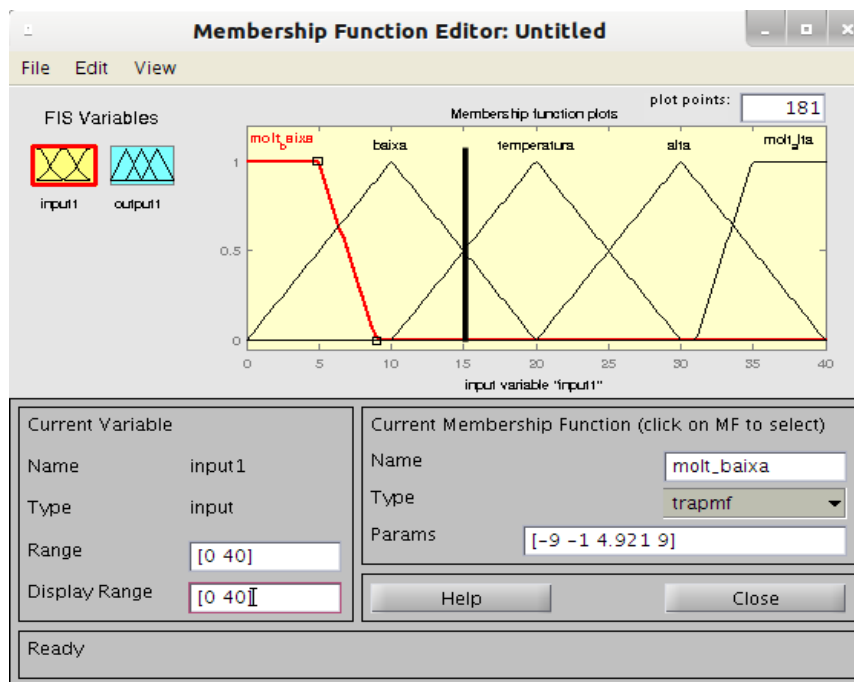 Membership Function Editor: Untitled
File Edit View
FIS Variables
input1 output1
Membership function plots
plot points: 181
molt_baixa baixa temperatura alta molt_alta
1
0.5
0
0 5 10 15 20 25 30 35 40
input variable "input1"
Current Variable
Name input1
Type input
Range [0 40]
Display Range [0 40]
Current Membership Function (click on MF to select)
Name molt_baixa
Type trapmf
Params [-9 -1 4.921 9]
Help Close
Ready